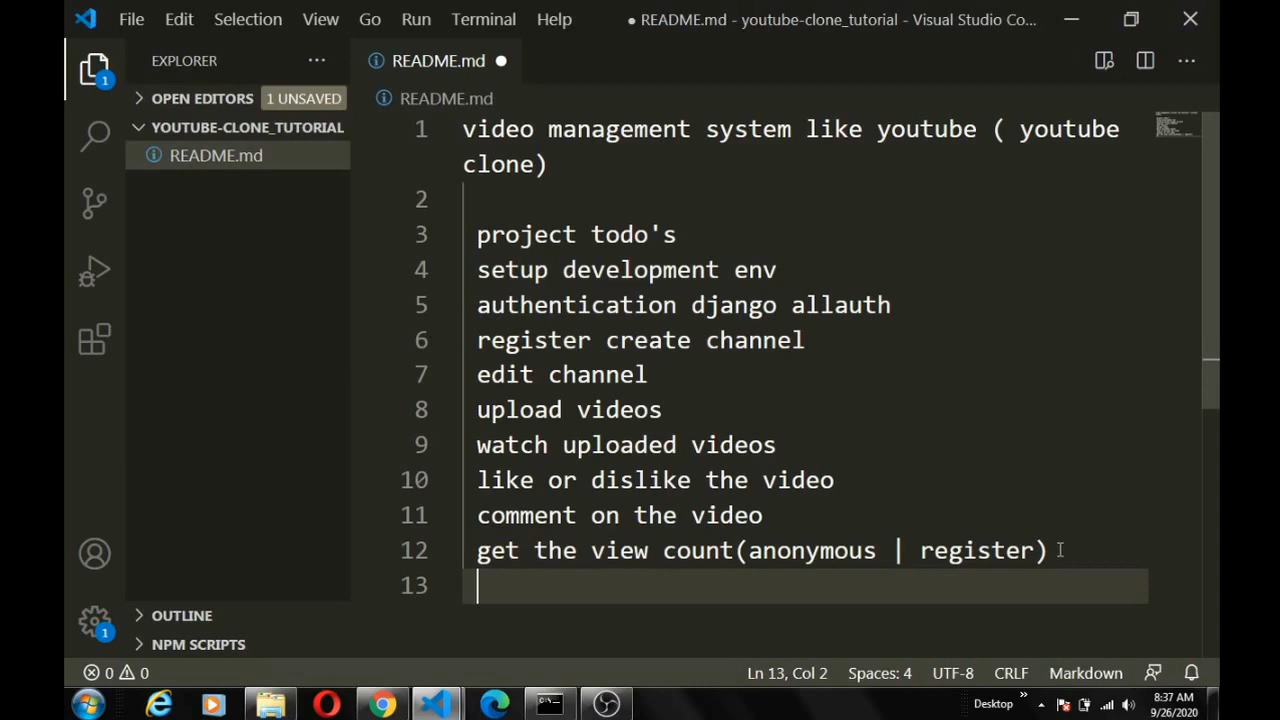 File Edit Selection View Go Run Terminal Help ● README.md - youtube-clone_tutorial - Visual Studio Co...
EXPLORER ...
README.md
OPEN EDITORS 1 UNSAVED
README.md
YOUTUBE-CLONE_TUTORIAL
README.md
1 video management system like youtube ( youtube
clone)
2
3 project todo's
4 setup development env
5 authentication django allauth
6 register create channel
7 edit channel
8 upload videos
9 watch uploaded videos
10 like or dislike the video
11 comment on the video
12 get the view count(anonymous | register)
13
1
OUTLINE
1
NPM SCRIPTS
0 0 Ln 13, Col 2 Spaces: 4 UTF-8 CRLF Markdown
Desktop » 8:37 AM
9/26/2020